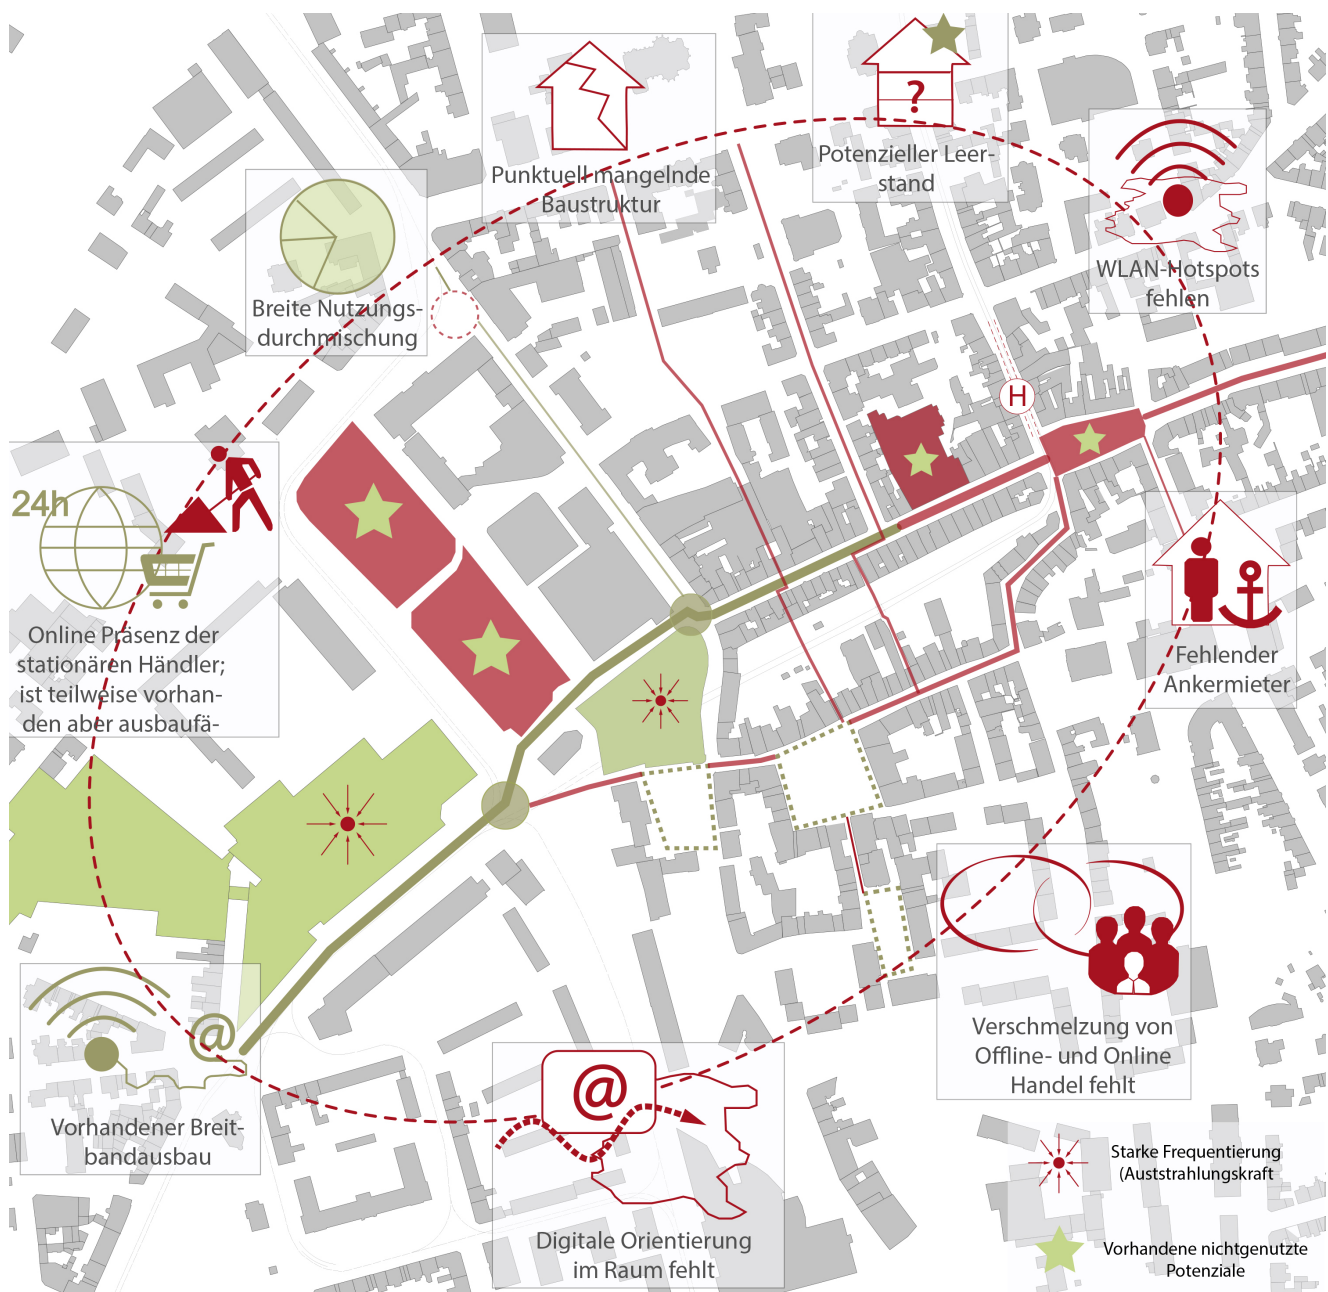 Punktuell mangelnde
Baustruktur
?
Potenzieller Leer-
stand
WLAN-Hotspots
fehlen
Breite Nutzungs-
durchmischung
H
24h
Online Präsenz der
stationären Händler;
ist teilweise vorhan-
den aber ausbaufä-
Fehlender
Ankermieter
@
Vorhandener Breit-
bandausbau
@
Digitale Orientierung
im Raum fehlt
Verschmelzung von
Offline- und Online
Handel fehlt
Starke Frequentierung
(Auststrahlungskraft
Vorhandene nichtgenutzte
Potenziale